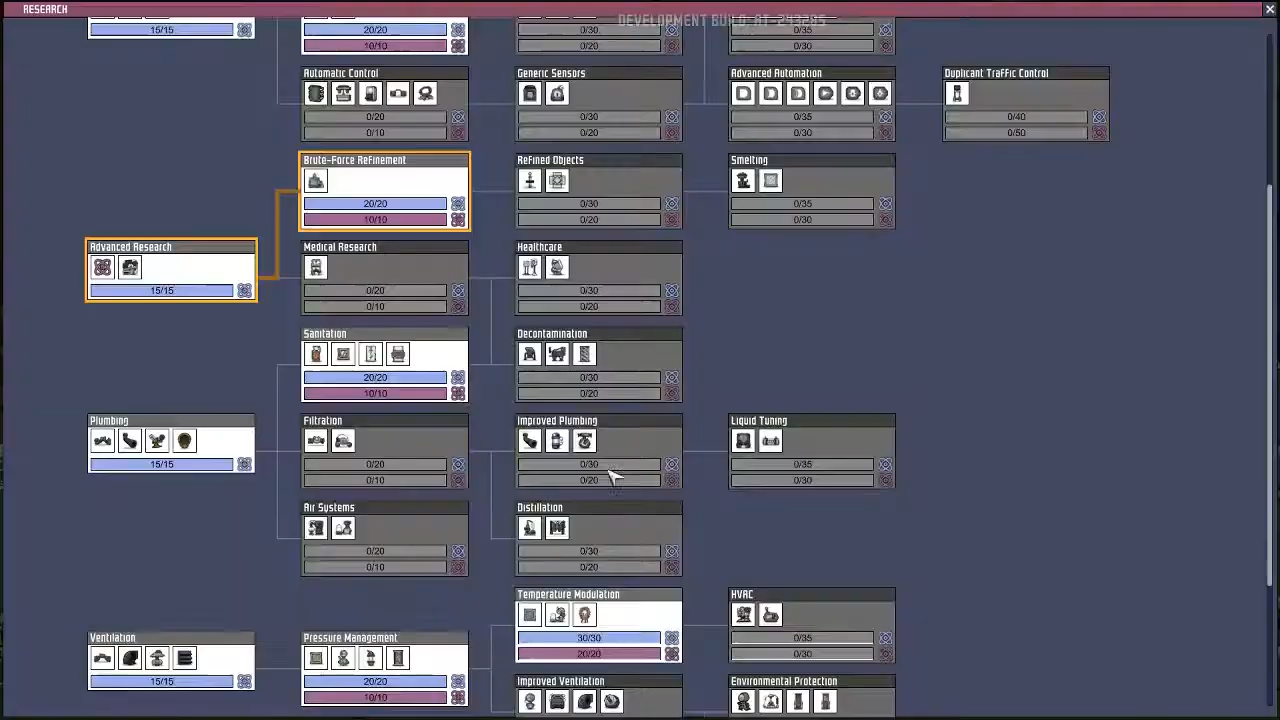 RESEARCH
DEVELOPMENT BUILD: AT-243285
15/15
20/20
0/30
0/35
10/10
0/20
0/30
Automatic Control
Generic Sensors
Advanced Automation
Duplicant Traffic Control
0/20
0/30
0/35
0/40
0/10
0/20
0/30
0/50
Brute-Force Refinement
Refined Objects
Smelting
20/20
0/30
0/35
10/10
0/20
0/30
Advanced Research
Medical Research
Healthcare
15/15
0/20
0/30
0/10
0/20
Sanitation
Decontamination
20/20
0/30
10/10
0/20
Plumbing
Filtration
Improved Plumbing
Liquid Tuning
15/15
0/20
0/30
0/35
0/10
0/20
0/30
Air Systems
Distillation
0/20
0/30
0/10
0/20
Temperature Modulation
HVAC
30/30
0/35
20/20
0/30
Ventilation
Pressure Management
15/15
20/20
10/10
Improved Ventilation
Environmental Protection